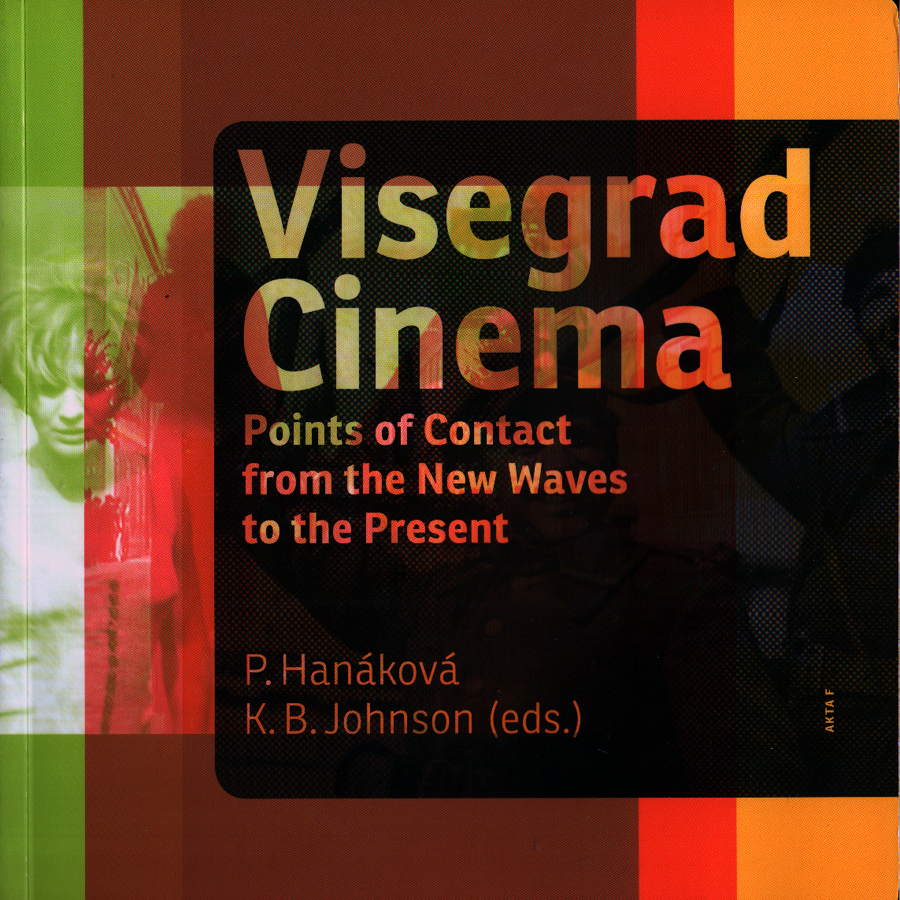 Visegrad
Cinema
Points of Contact
from the New Waves
to the Present
P. Hanáková
K. B. Johnson (eds.)
AKTA F